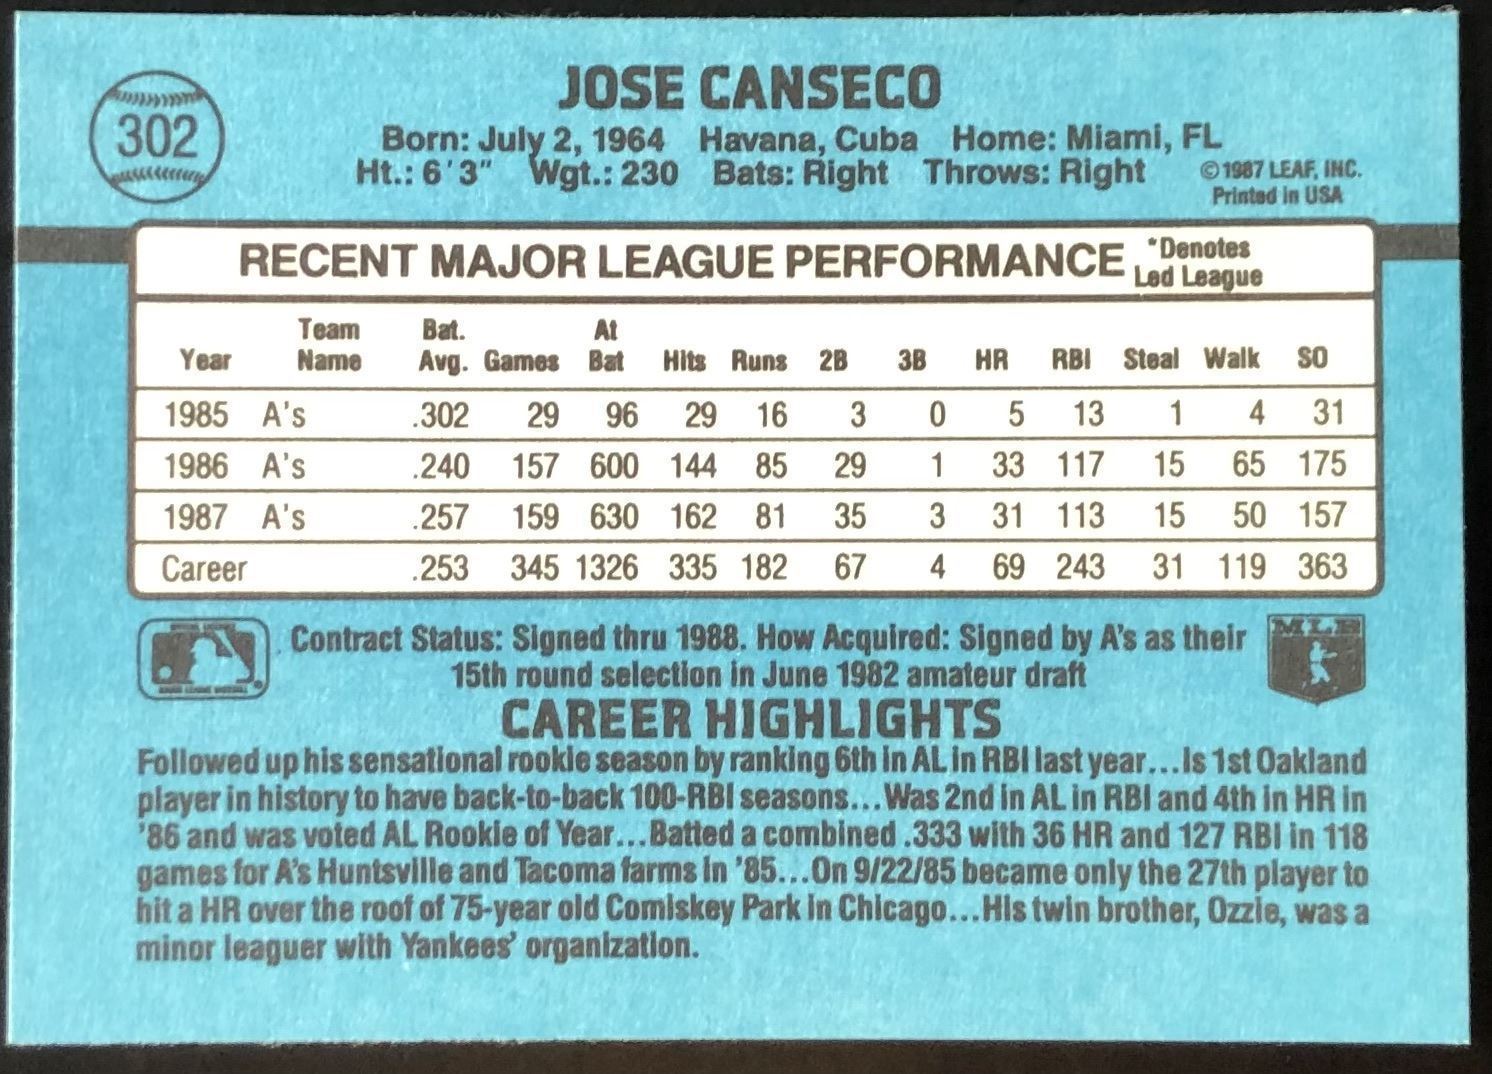 JOSE CANSECO
302
Born: July 2, 1964 Havana, Cuba Home: Miami, FL
Ht.: 6'3" Wgt.: 230 Bats: Right Throws: Right ©1987 LEAF, INC.
Printed in USA
RECENT MAJOR LEAGUE PERFORMANCE *Denotes
Led League
Year Team Name Bat. Avg. Games At Bat Hits Runs 2B 3B HR RBI Steal Walk SO
1985 A's .302 29 96 29 16 3 0 5 13 1 4 31
1986 A's .240 157 600 144 85 29 1 33 117 15 65 175
1987 A's .257 159 630 162 81 35 3 31 113 15 50 157
Career .253 345 1326 335 182 67 4 69 243 31 119 363
Contract Status: Signed thru 1988. How Acquired: Signed by A's as their
15th round selection in June 1982 amateur draft
MLB
CAREER HIGHLIGHTS
Followed up his sensational rookie season by ranking 6th in AL in RBI last year...Is 1st Oakland
player in history to have back-to-back 100-RBI seasons...Was 2nd in AL in RBI and 4th in HR in
'86 and was voted AL Rookie of Year...Batted a combined .333 with 36 HR and 127 RBI in 118
games for A's Huntsville and Tacoma farms in '85...On 9/22/85 became only the 27th player to
hit a HR over the roof of 75-year old Comiskey Park in Chicago...His twin brother, Ozzie, was a
minor leaguer with Yankees' organization.